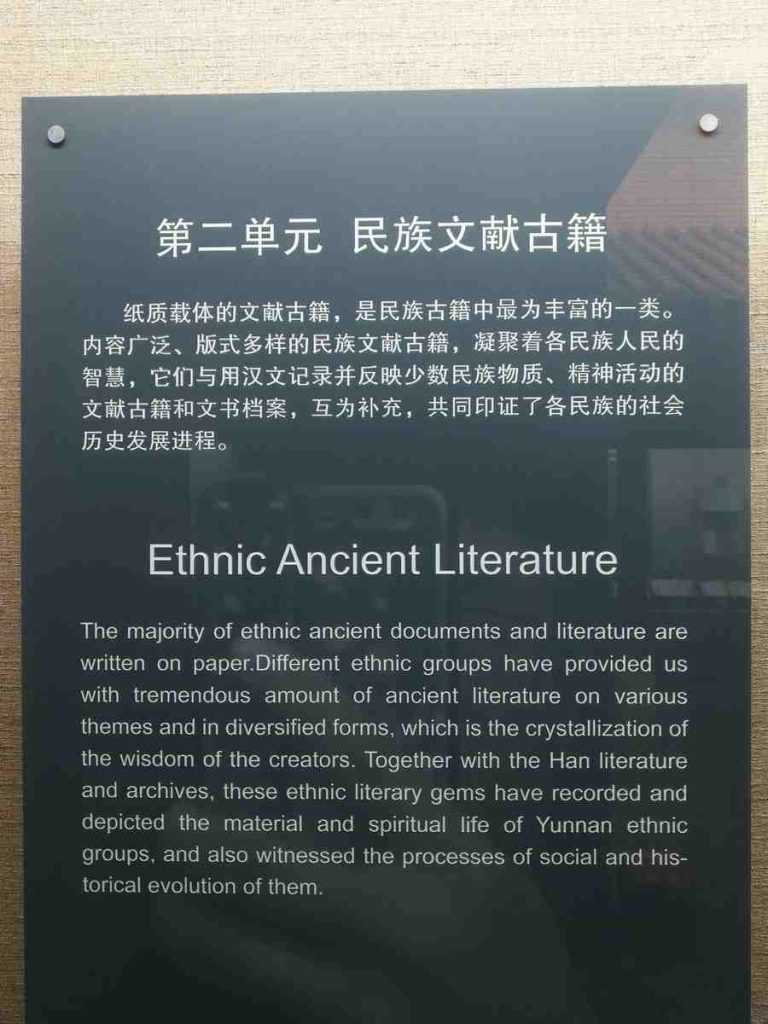 第二单元 民族文献古籍
纸质载体的文献古籍，是民族古籍中最为丰富的一类。
内容广泛、版式多样的民族文献古籍，凝聚着各民族人民的
智慧，它们与用汉文记录并反映少数民族物质、精神活动的
文献古籍和文书档案，互为补充，共同印证了各民族的社会
历史发展进程。
Ethnic Ancient Literature
The majority of ethnic ancient documents and literature are
written on paper.Different ethnic groups have provided us
with tremendous amount of ancient literature on various
themes and in diversified forms, which is the crystallization of
the wisdom of the creators. Together with the Han literature
and archives, these ethnic literary gems have recorded and
depicted the material and spiritual life of Yunnan ethnic
groups, and also witnessed the processes of social and his-
torical evolution of them.